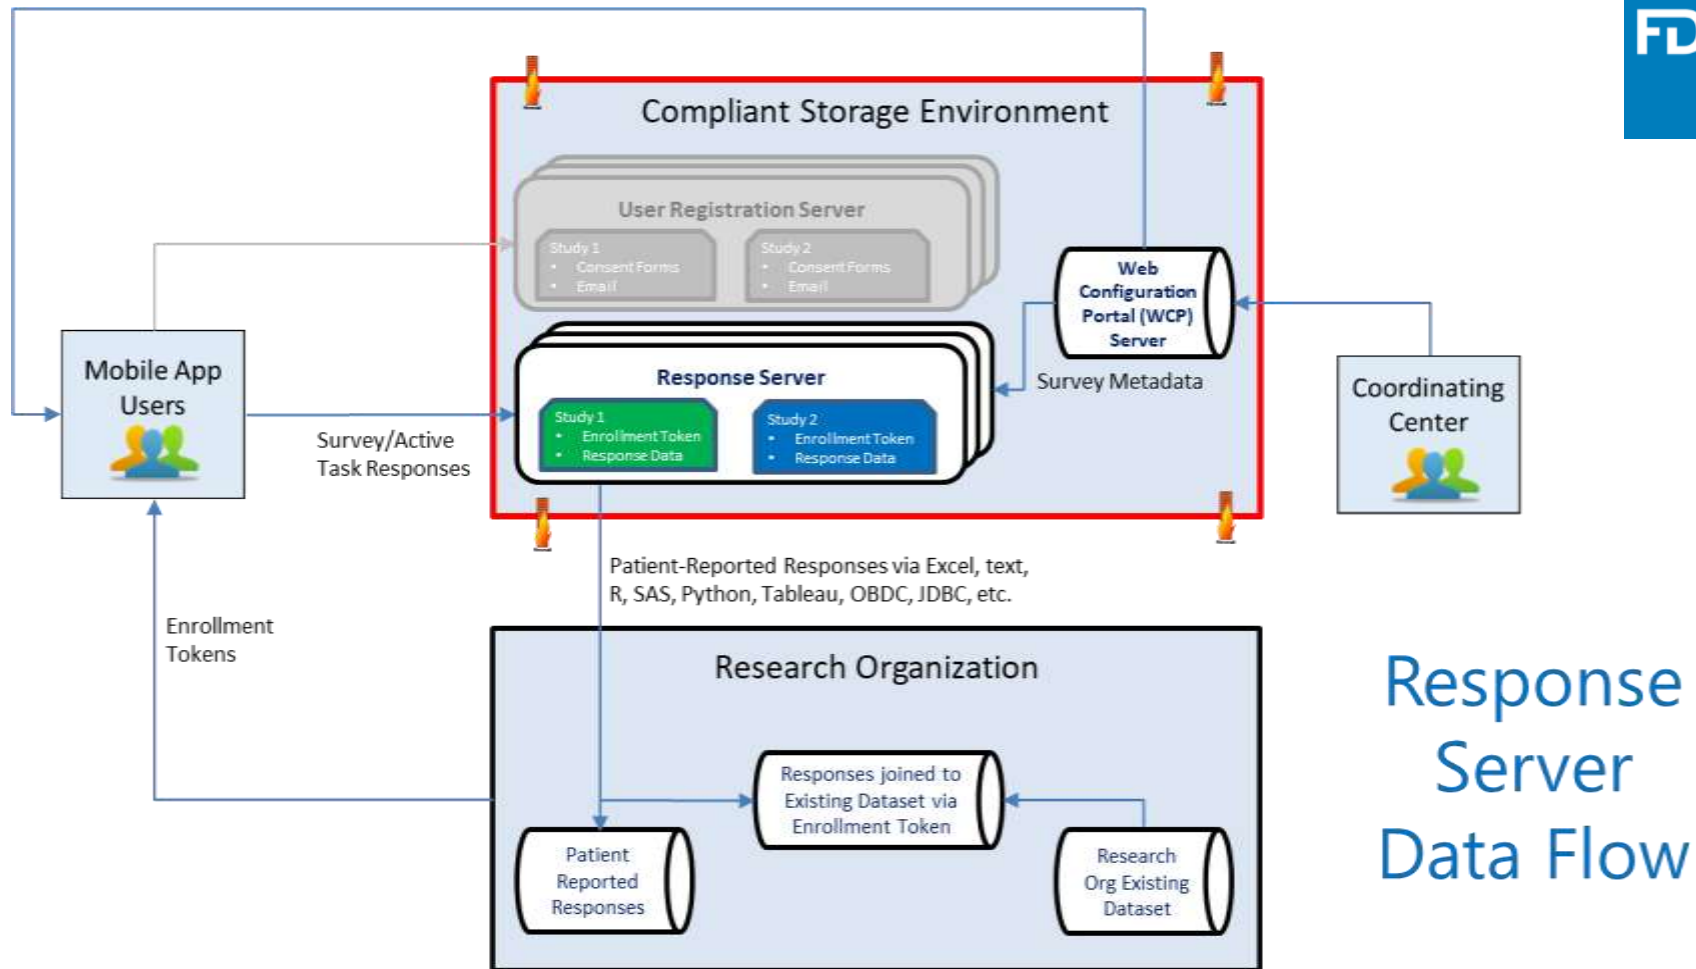 FD
Compliant Storage Environment
User Registration Server
Study 1
• Consent Forms
• Email
Study 2
• Consent Forms
• Email
Web
Configuration
Portal (WCP)
Server
Mobile App
Users
Response Server
Study 1
• Enrollment Token
• Response Data
Study 2
• Enrollment Token
• Response Data
Survey Metadata
Coordinating
Center
Survey/Active
Task Responses
Patient-Reported Responses via Excel, text,
R, SAS, Python, Tableau, OBDC, JDBC, etc.
Enrollment
Tokens
Research Organization
Responses joined to
Existing Dataset via
Enrollment Token
Patient
Reported
Responses
Research
Org Existing
Dataset
Response
Server
Data Flow